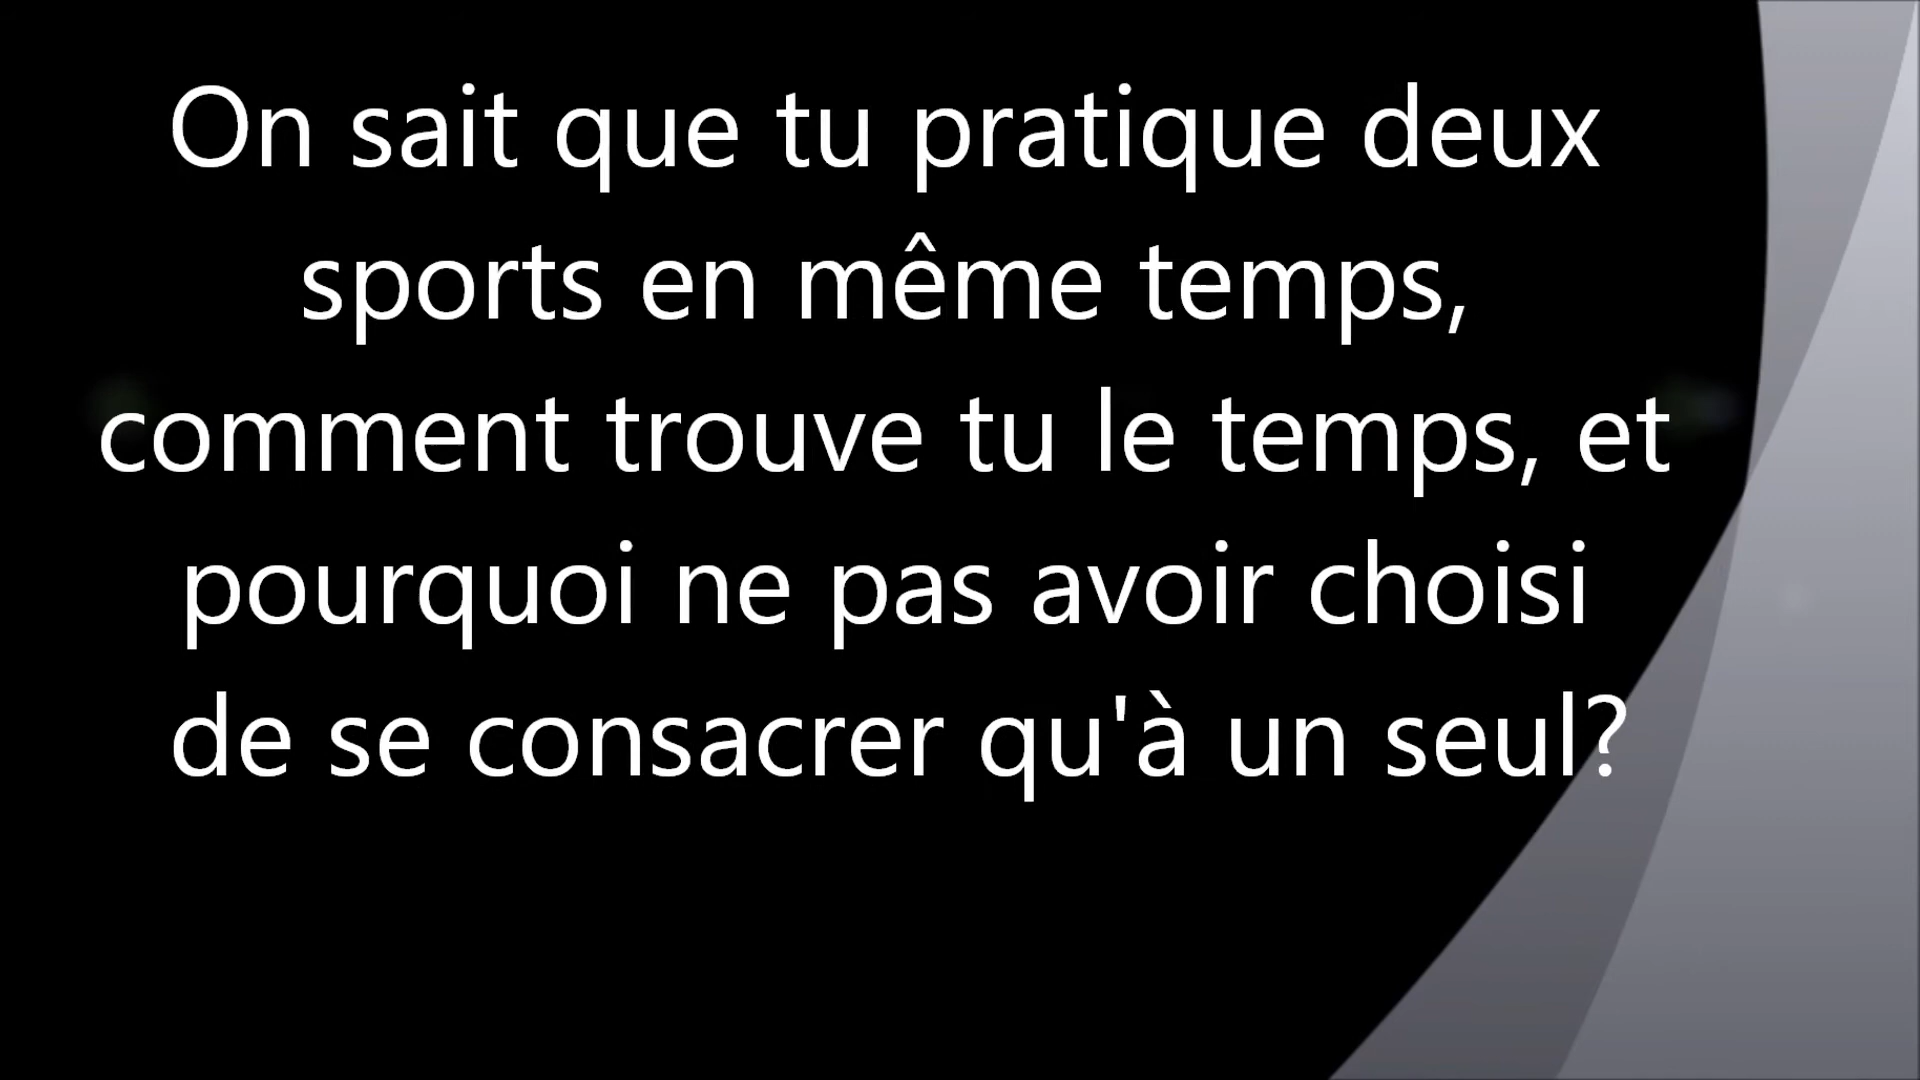 On sait que tu pratique deux
sports en même temps,
comment trouve tu le temps, et
pourquoi ne pas avoir choisi
de se consacrer qu'à un seul?